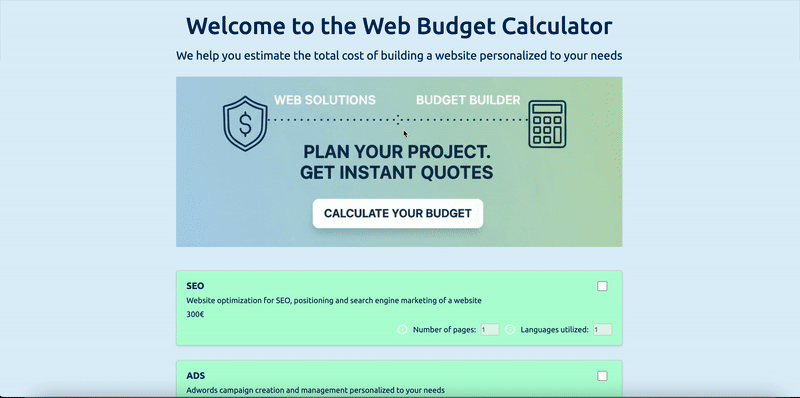 Welcome to the Web Budget Calculator
We help you estimate the total cost of building a website personalized to your needs
WEB SOLUTIONS BUDGET BUILDER
$
PLAN YOUR PROJECT.
GET INSTANT QUOTES
CALCULATE YOUR BUDGET
SEO
Website optimization for SEO, positioning and search engine marketing of a website
300€
Number of pages: 1 Languages utilized: 1
ADS
Adwords campaign creation and management personalized to your needs